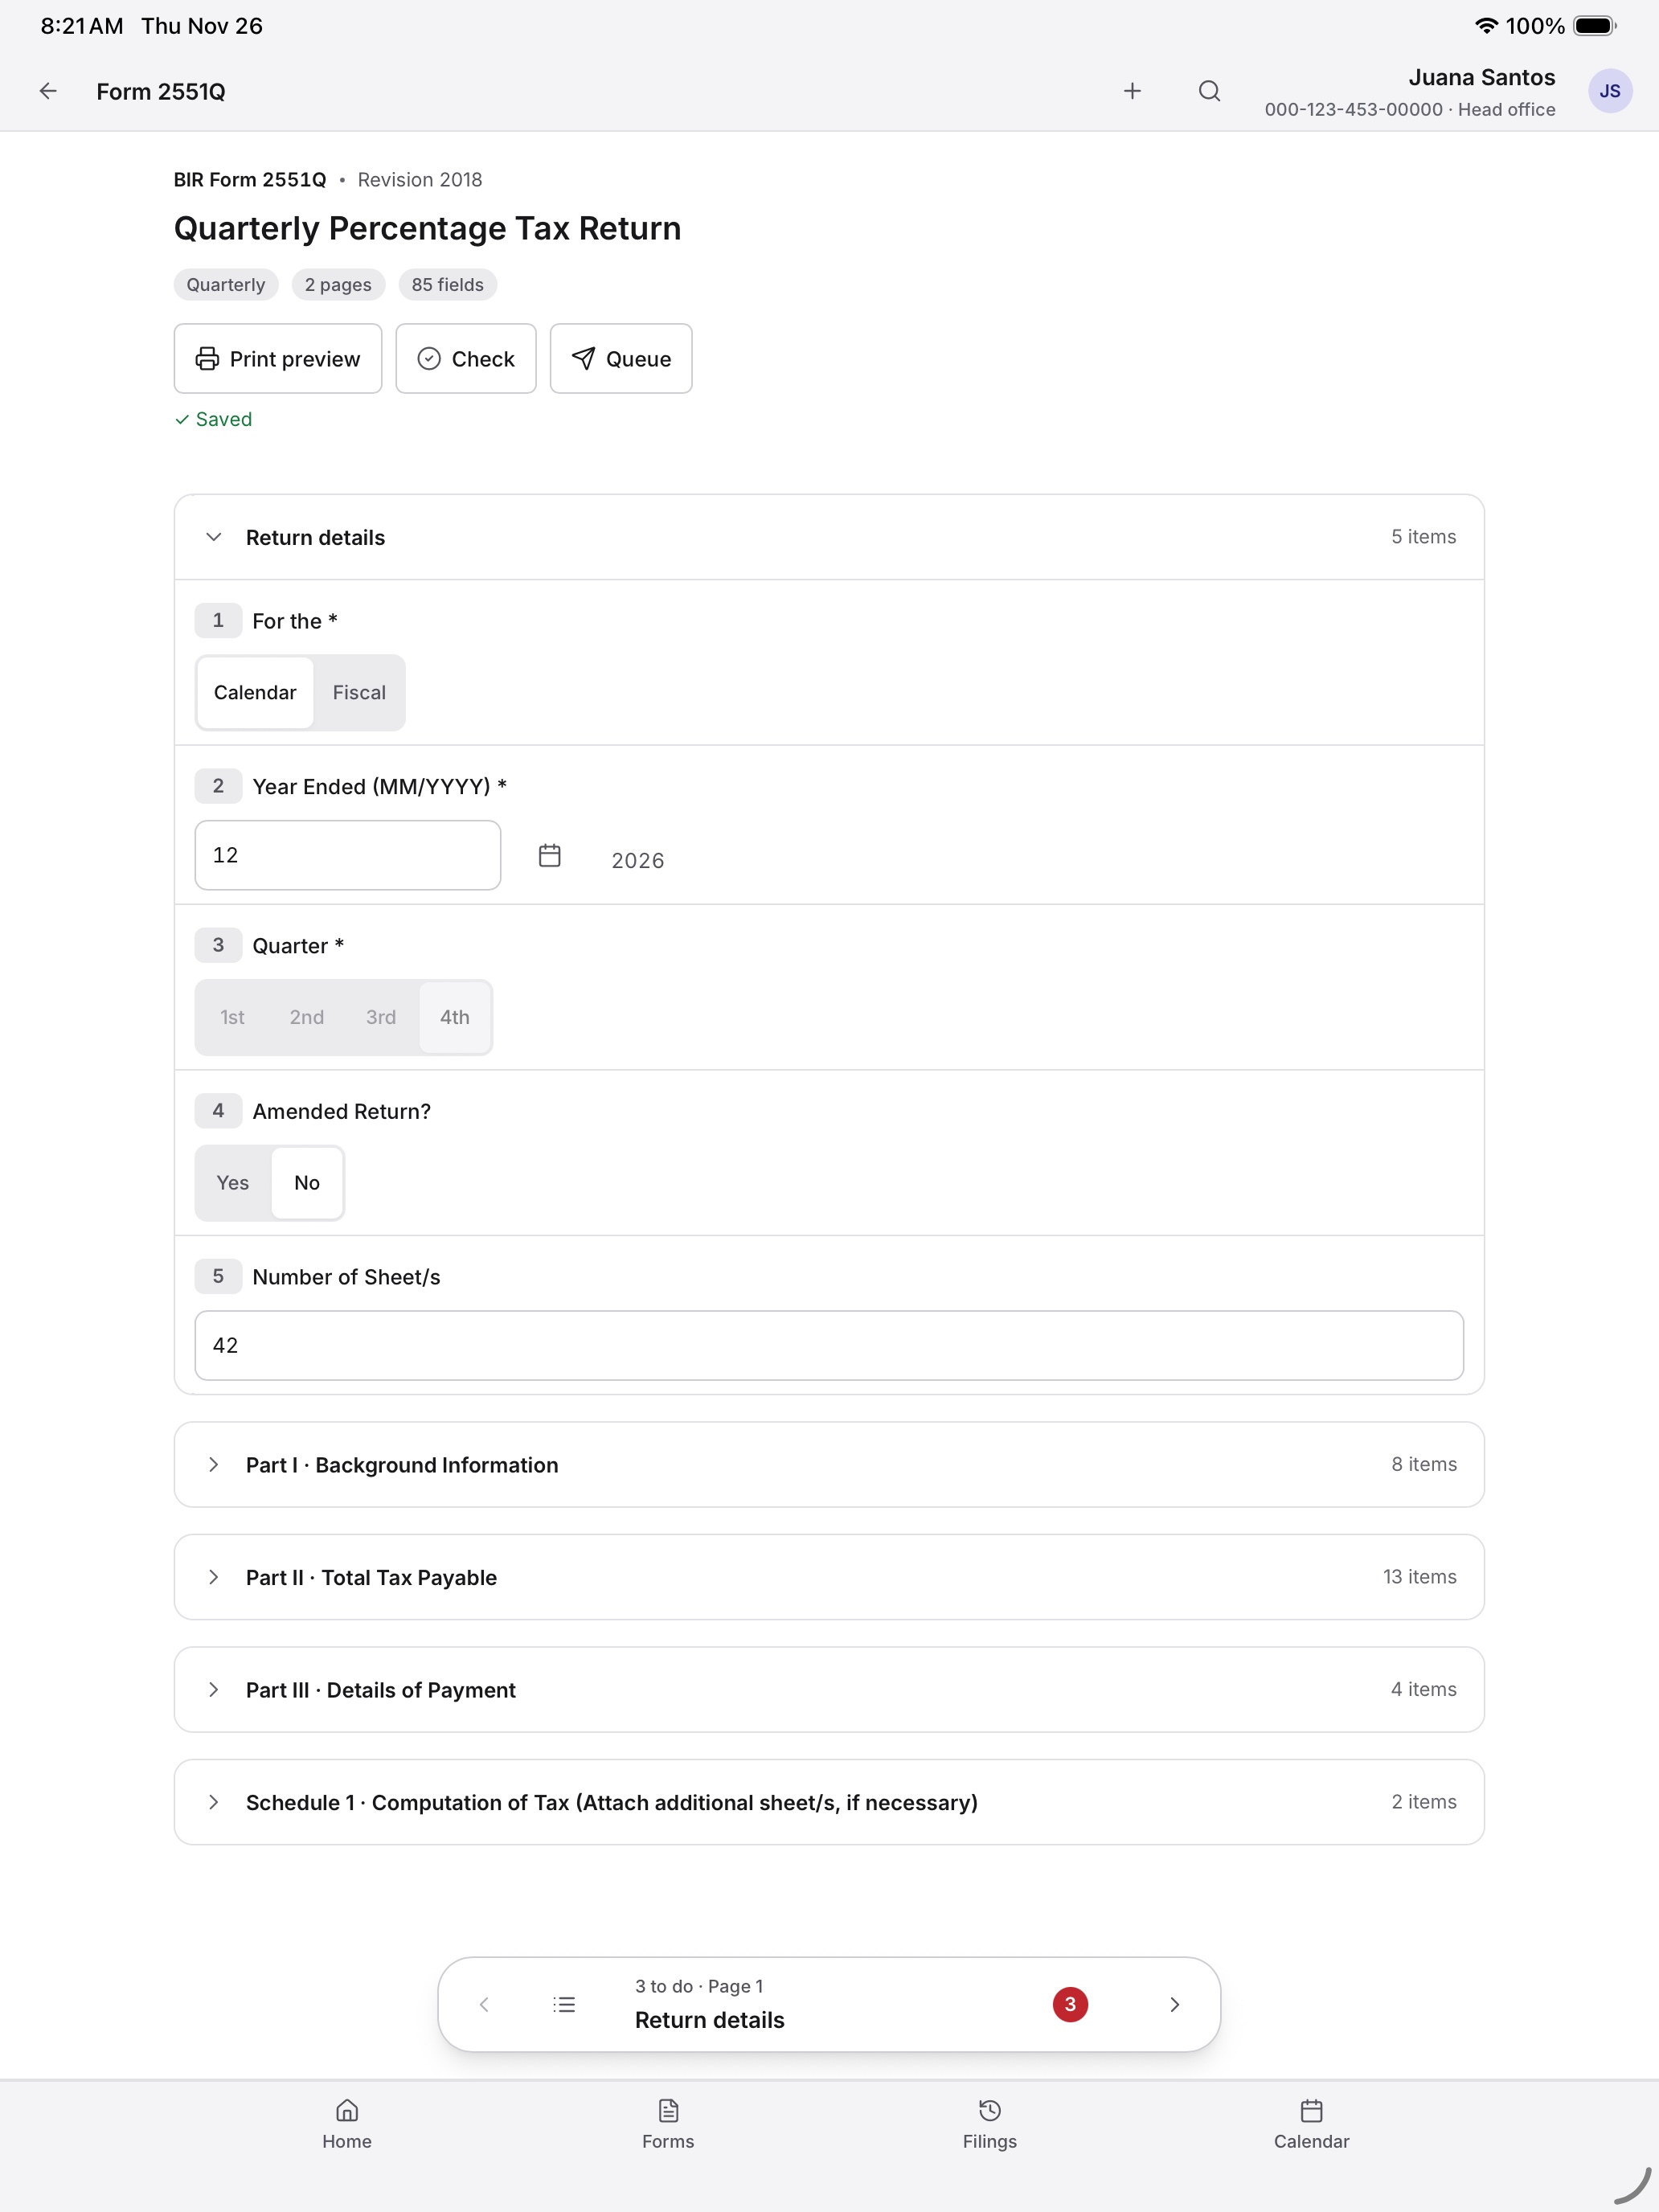 8:21 AM Thu Nov 26
100%
Form 2551Q
Juana Santos
000-123-453-00000 · Head office
JS
BIR Form 2551Q • Revision 2018
Quarterly Percentage Tax Return
Quarterly 2 pages 85 fields
Print preview Check Queue
Saved
Return details 5 items
1 For the *
Calendar Fiscal
2 Year Ended (MM/YYYY) *
12 2026
3 Quarter *
1st 2nd 3rd 4th
4 Amended Return?
Yes No
5 Number of Sheet/s
42
Part I · Background Information 8 items
Part II · Total Tax Payable 13 items
Part III · Details of Payment 4 items
Schedule 1 · Computation of Tax (Attach additional sheet/s, if necessary) 2 items
3 to do · Page 1
Return details
3
Home Forms Filings Calendar